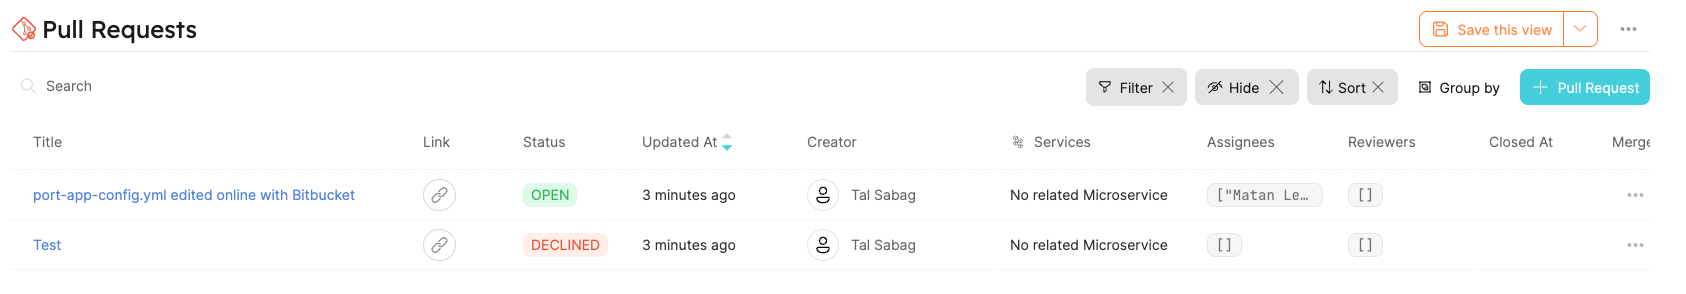 Pull Requests
Save this view
Search
Filter Hide Sort Group by Pull Request
Title Link Status Updated At Creator Services Assignees Reviewers Closed At Merge
port-app-config.yml edited online with Bitbucket OPEN 3 minutes ago Tal Sabag No related Microservice ["Matan Le… []
Test DECLINED 3 minutes ago Tal Sabag No related Microservice [] []